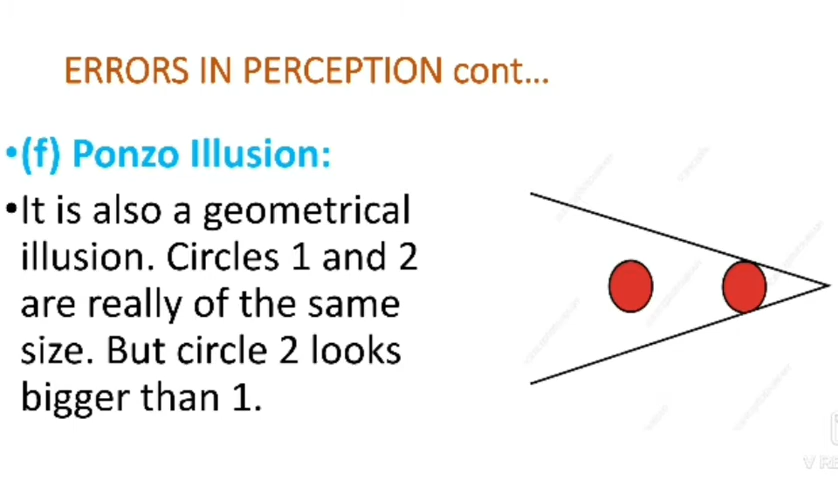 ERRORS IN PERCEPTION cont...
•(f) Ponzo Illusion:
•It is also a geometrical
illusion. Circles 1 and 2
are really of the same
size. But circle 2 looks
bigger than 1.